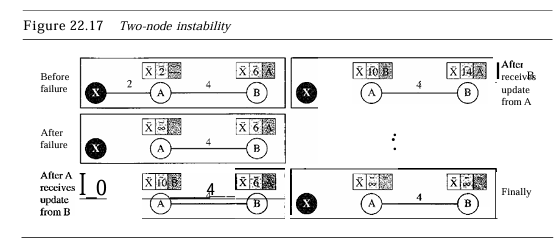 Figure 22.17 Two-node instability
Before
failure
X 2 —
X 6 A
2
4
X
A
B
X 10 B
X 14 A
4
X
A
B
After
receives
update
from A
B
After
failure
X ∞
X 6 A
4
X
A
B
After A
receives
update
from B
X 10 B
X 6 A
4
A
B
X ∞
X ∞
4
X
A
B
Finally